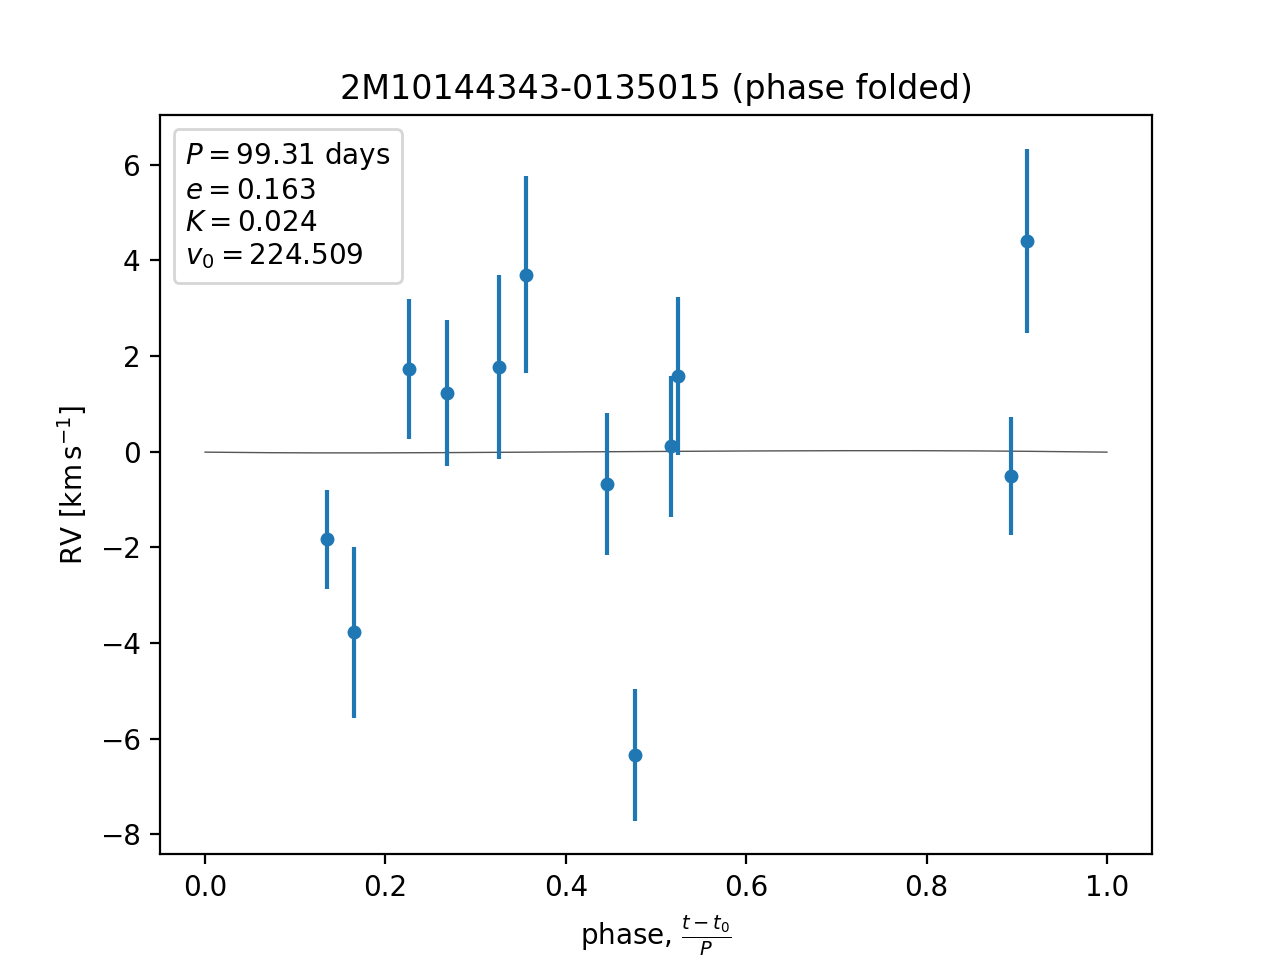 2M10144343-0135015 (phase folded)
P = 99.31 days
e = 0.163
K = 0.024
v₀ = 224.509
6
4
2
0
−2
−4
−6
−8
RV [km s⁻¹]
0.0 0.2 0.4 0.6 0.8 1.0
phase, (t − t₀)/P